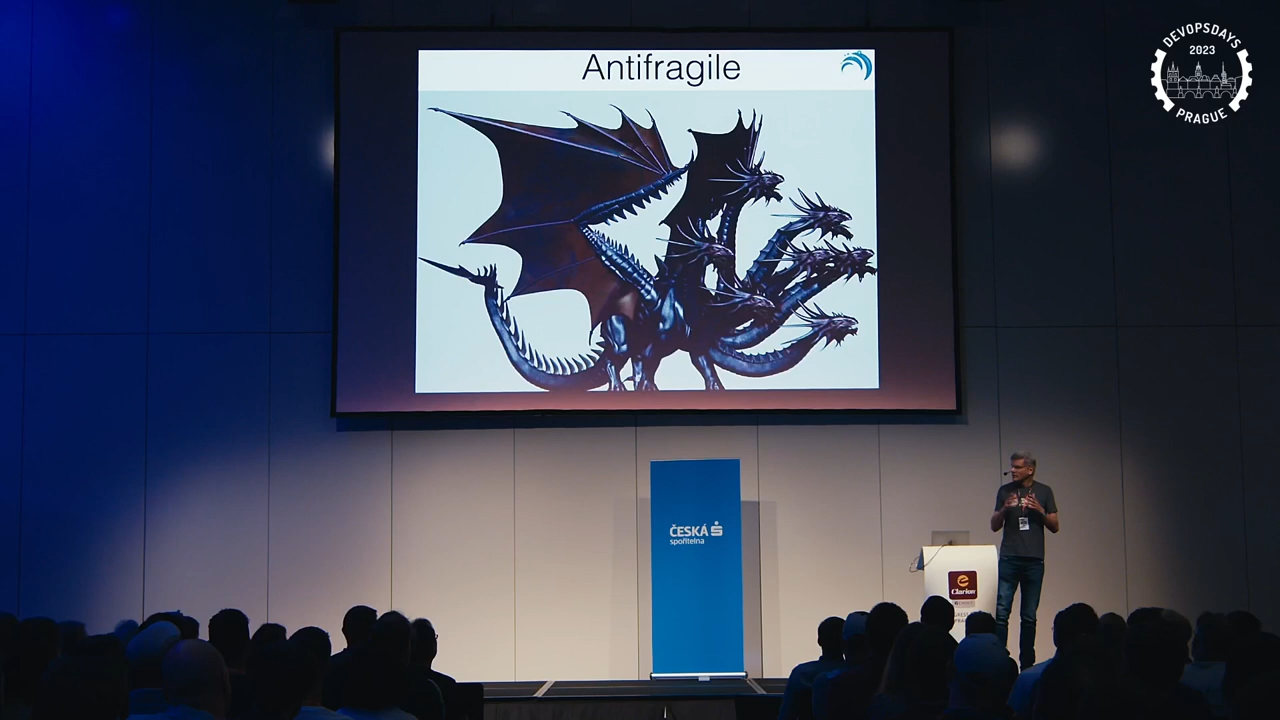 Antifragile
DEVOPSDAYS
2023
PRAGUE
ČESKÁ
spořitelna
Clarion